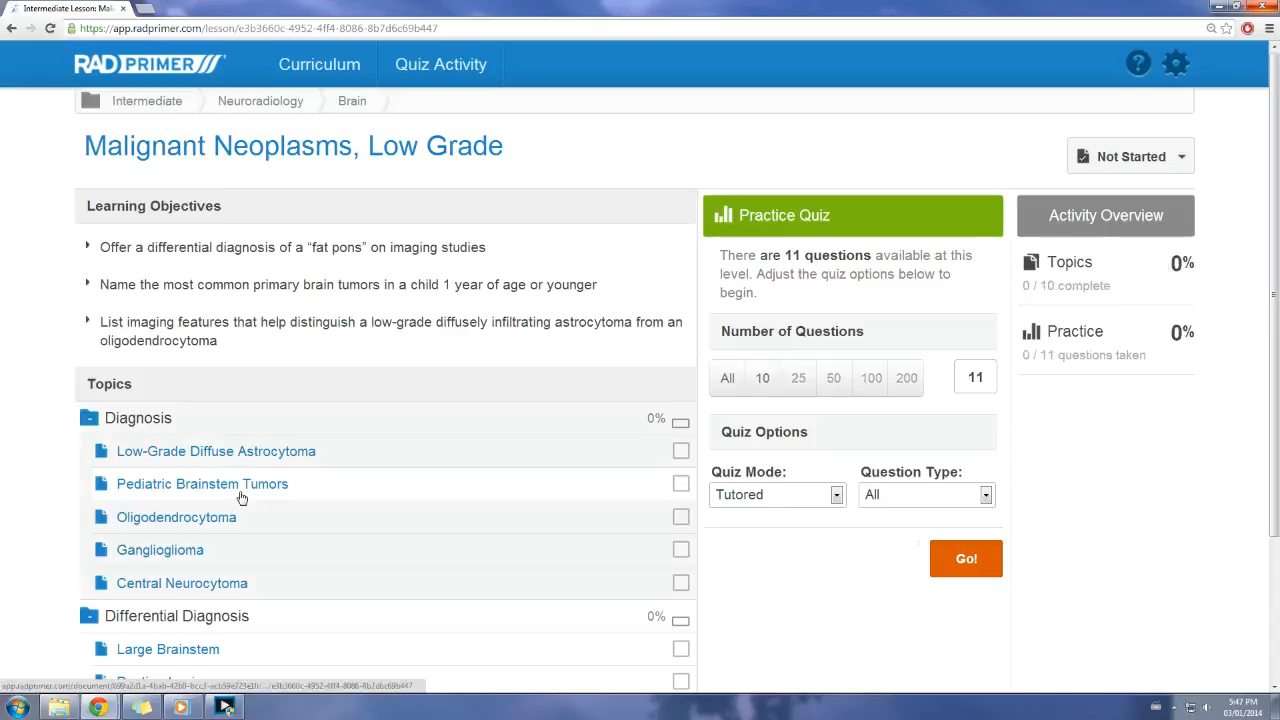 Intermediate Lesson: Mal
https://app.radprimer.com/lesson/e3b3660c-4952-4ff4-8086-8b7d6c69b447
RADPRIMER
Curriculum
Quiz Activity
Intermediate
Neuroradiology
Brain
Malignant Neoplasms, Low Grade
Not Started
Learning Objectives
Offer a differential diagnosis of a “fat pons” on imaging studies
Name the most common primary brain tumors in a child 1 year of age or younger
List imaging features that help distinguish a low-grade diffusely infiltrating astrocytoma from an
oligodendrocytoma
Topics
Diagnosis
0%
Low-Grade Diffuse Astrocytoma
Pediatric Brainstem Tumors
Oligodendrocytoma
Ganglioglioma
Central Neurocytoma
Differential Diagnosis
0%
Large Brainstem
Practice Quiz
There are 11 questions available at this
level. Adjust the quiz options below to
begin.
Number of Questions
All 10 25 50 100 200
11
Quiz Options
Quiz Mode:
Question Type:
Tutored
All
Go!
Activity Overview
Topics
0%
0 / 10 complete
Practice
0%
0 / 11 questions taken
5:47 PM
03/01/2014